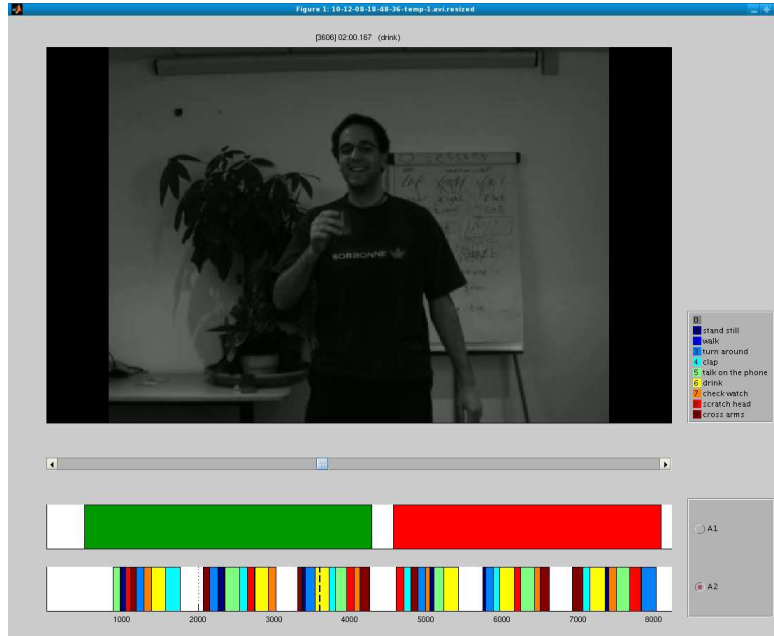 Figure 1: 10-12-08-18-48-36-temp-1.avi.resized
[3606] 02:00.167 (drink)
SORBONNE
0
stand still
walk
3 turn around
4 clap
5 talk on the phone
6 drink
7 check watch
scratch head
cross arms
A1
A2
1000 2000 3000 4000 5000 6000 7000 8000